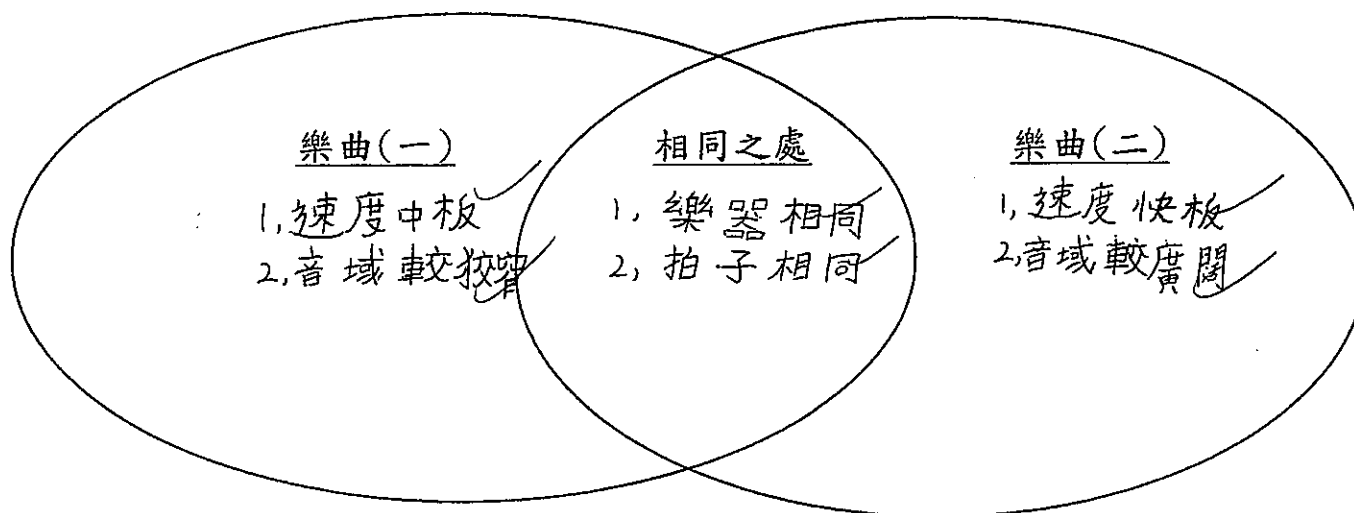 樂曲(一)
1,速度中板
2,音域較狹窄
相同之處
1, 樂器相同
2, 拍子相同
樂曲(二)
1,速度快板
2,音域較廣闊